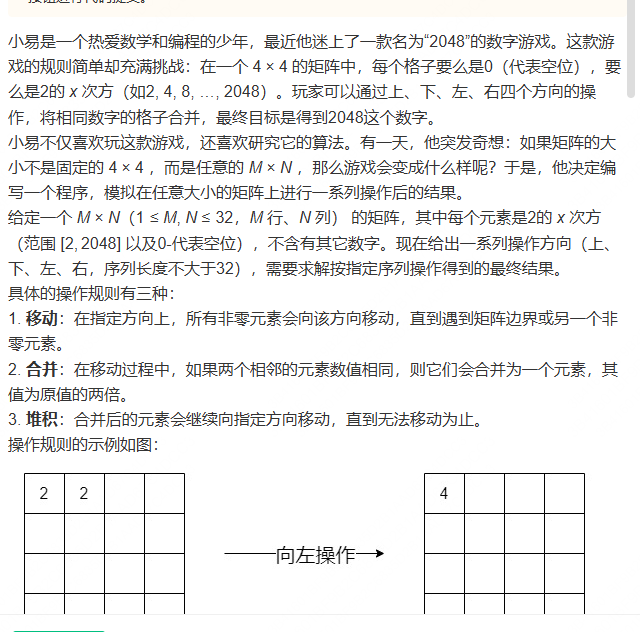 小易是一个热爱数学和编程的少年，最近他迷上了一款名为“2048”的数字游戏。这款游
戏的规则简单却充满挑战：在一个 4 × 4 的矩阵中，每个格子要么是0（代表空位），要
么是2的 x 次方（如2, 4, 8, …, 2048）。玩家可以通过上、下、左、右四个方向的操
作，将相同数字的格子合并，最终目标是得到2048这个数字。
小易不仅喜欢玩这款游戏，还喜欢研究它的算法。有一天，他突发奇想：如果矩阵的大
小不是固定的 4 × 4 ，而是任意的 M × N ，那么游戏会变成什么样呢？于是，他决定编
写一个程序，模拟在任意大小的矩阵上进行一系列操作后的结果。
给定一个 M × N（1 ≤ M, N ≤ 32，M 行、N 列） 的矩阵，其中每个元素是2的 x 次方
（范围 [2, 2048] 以及0-代表空位），不含有其它数字。现在给出一系列操作方向（上、
下、左、右，序列长度不大于32），需要求解按指定序列操作得到的最终结果。
具体的操作规则有三种：
1. 移动：在指定方向上，所有非零元素会向该方向移动，直到遇到矩阵边界或另一个非
零元素。
2. 合并：在移动过程中，如果两个相邻的元素数值相同，则它们会合并为一个元素，其
值为原值的两倍。
3. 堆积：合并后的元素会继续向指定方向移动，直到无法移动为止。
操作规则的示例如图：
2 2 4
向左操作